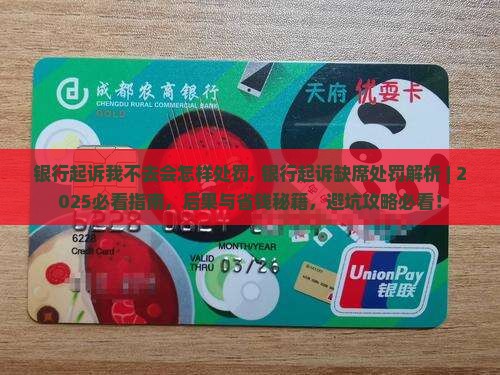 成都农商银行
CHENGDU RURAL COMMERCIAL BANK
GOLD
天府 优耍卡
银行起诉我不去会怎样处罚, 银行起诉缺席处罚解析 | 2
025必看指南，后果与省钱秘籍，避坑攻略必看！
6228 0228
6228
Credit Card
VALID
THRU 03/26
UnionPay
银联